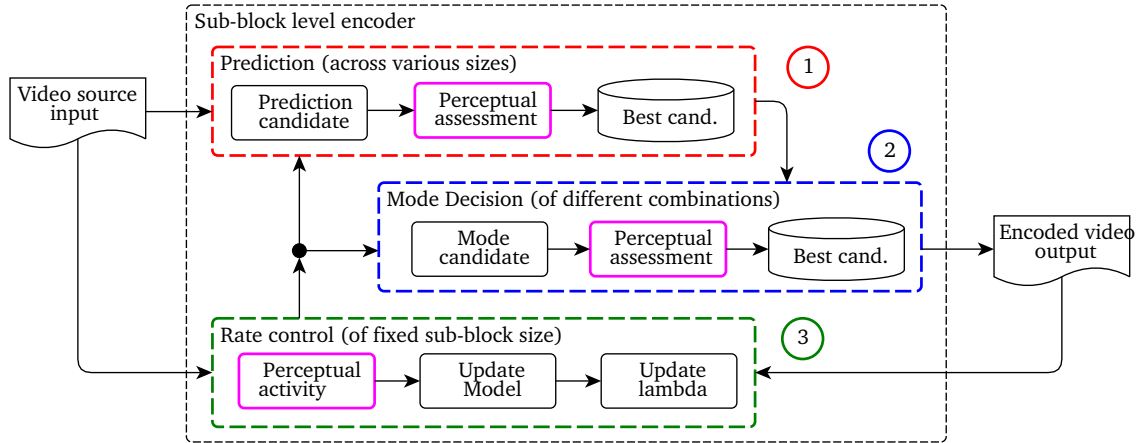 Sub-block level encoder
Prediction (across various sizes)
1
Video source
input
Prediction
candidate
Perceptual
assessment
Best cand.
2
Mode Decision (of different combinations)
Mode
candidate
Perceptual
assessment
Best cand.
Encoded video
output
Rate control (of fixed sub-block size)
3
Perceptual
activity
Update
Model
Update
lambda